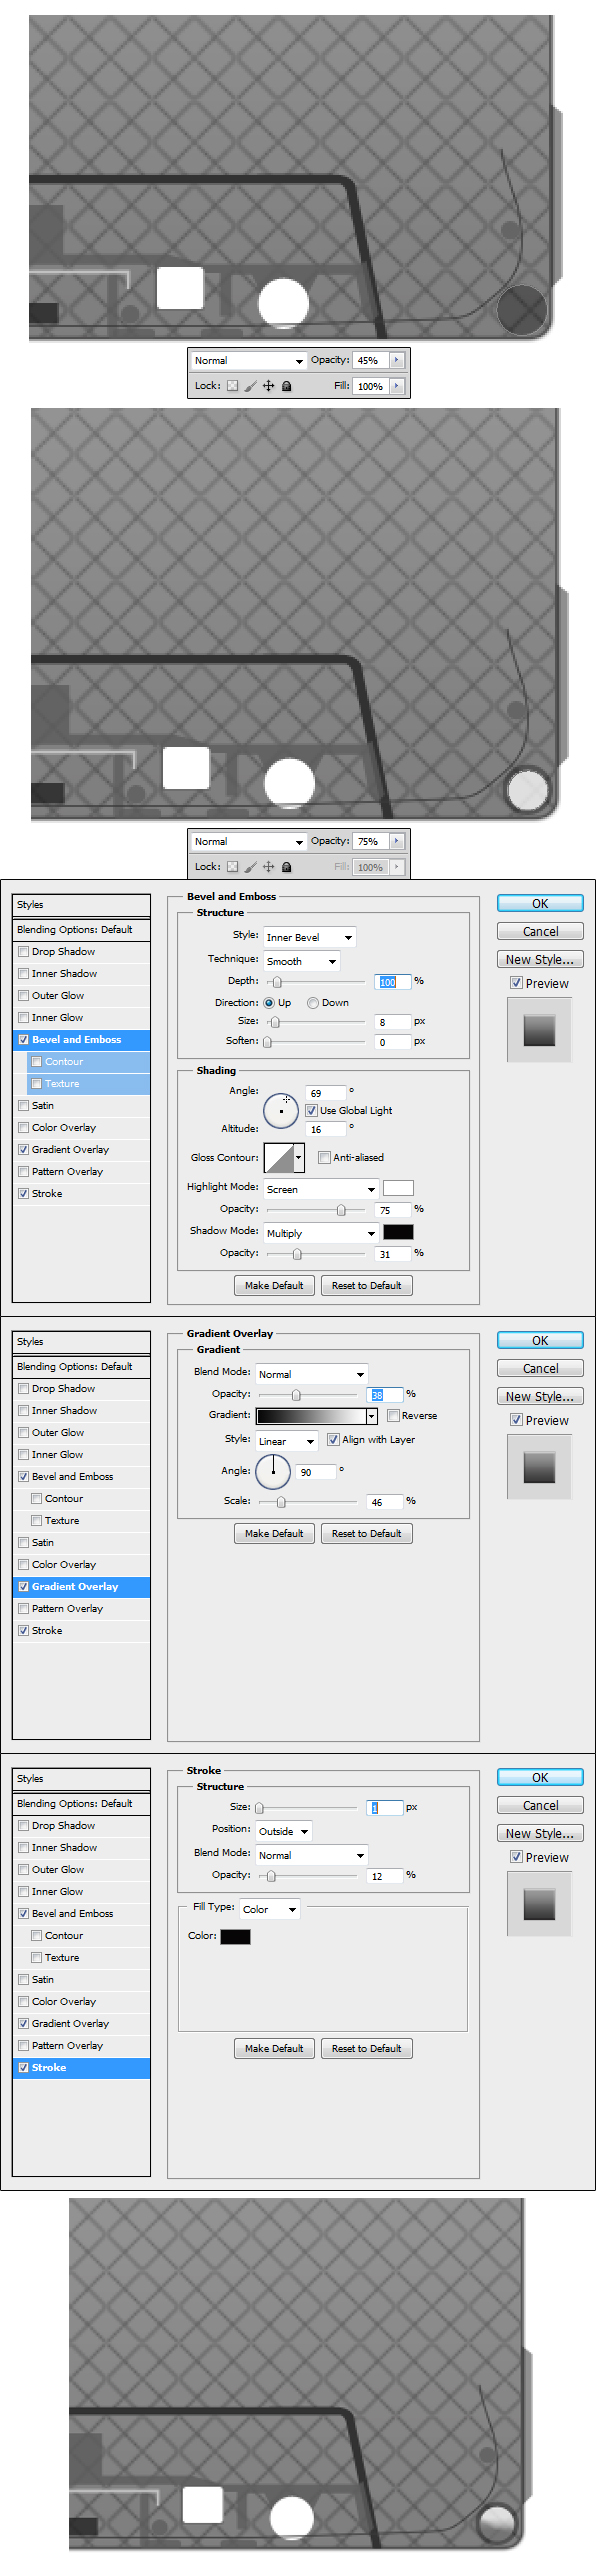 Normal Opacity: 45%
Lock: Fill: 100%
Normal Opacity: 75%
Lock: Fill: 100%
Styles
Blending Options: Default
Drop Shadow
Inner Shadow
Outer Glow
Inner Glow
Bevel and Emboss
Contour
Texture
Satin
Color Overlay
Gradient Overlay
Pattern Overlay
Stroke
Bevel and Emboss
Structure
Style: Inner Bevel
Technique: Smooth
Depth: 100 %
Direction: Up Down
Size: 8 px
Soften: 0 px
Shading
Angle: 69 °
Use Global Light
Altitude: 16 °
Gloss Contour: Anti-aliased
Highlight Mode: Screen
Opacity: 75 %
Shadow Mode: Multiply
Opacity: 31 %
Make Default Reset to Default
OK
Cancel
New Style...
Preview
Styles
Blending Options: Default
Drop Shadow
Inner Shadow
Outer Glow
Inner Glow
Bevel and Emboss
Contour
Texture
Satin
Color Overlay
Gradient Overlay
Pattern Overlay
Stroke
Gradient Overlay
Gradient
Blend Mode: Normal
Opacity: 38 %
Gradient: Reverse
Style: Linear Align with Layer
Angle: 90 °
Scale: 46 %
Make Default Reset to Default
OK
Cancel
New Style...
Preview
Styles
Blending Options: Default
Drop Shadow
Inner Shadow
Outer Glow
Inner Glow
Bevel and Emboss
Contour
Texture
Satin
Color Overlay
Gradient Overlay
Pattern Overlay
Stroke
Stroke
Structure
Size: 1 px
Position: Outside
Blend Mode: Normal
Opacity: 12 %
Fill Type: Color
Color:
Make Default Reset to Default
OK
Cancel
New Style...
Preview